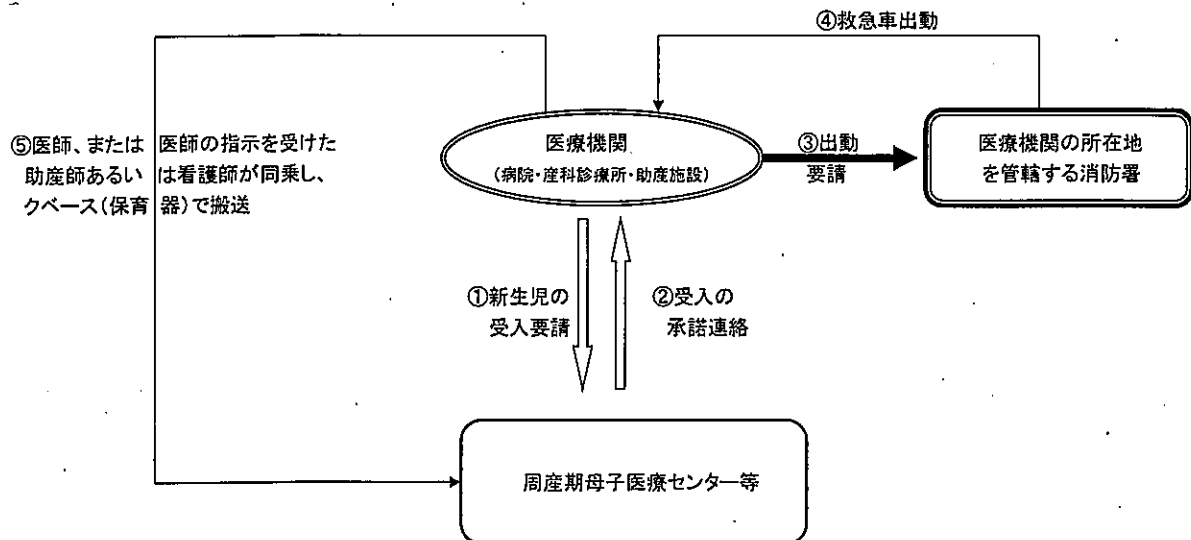 ④救急車出動
⑤医師、または医師の指示を受けた
助産師あるいは看護師が同乗し、
クベース(保育器)で搬送
医療機関
(病院・産科診療所・助産施設)
③出動
要請
医療機関の所在地
を管轄する消防署
①新生児の
受入要請
②受入の
承諾連絡
周産期母子医療センター等